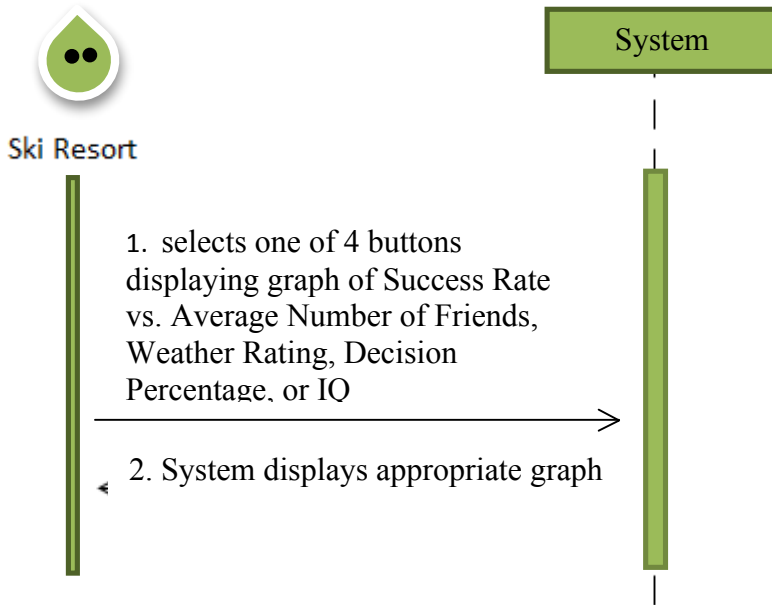 System
Ski Resort
1. selects one of 4 buttons
displaying graph of Success Rate
vs. Average Number of Friends,
Weather Rating, Decision
Percentage, or IQ
2. System displays appropriate graph